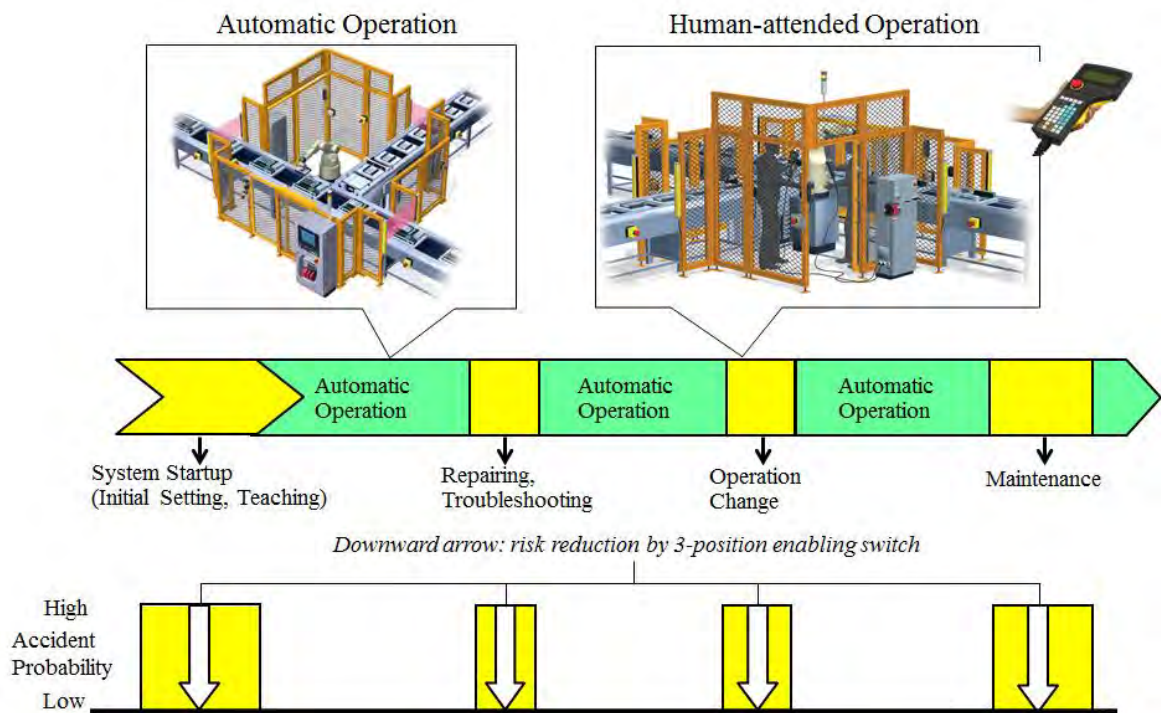 Automatic Operation
Human-attended Operation
Automatic
Operation
Automatic
Operation
Automatic
Operation
System Startup
(Initial Setting, Teaching)
Repairing,
Troubleshooting
Operation
Change
Maintenance
Downward arrow: risk reduction by 3-position enabling switch
High
Accident
Probability
Low